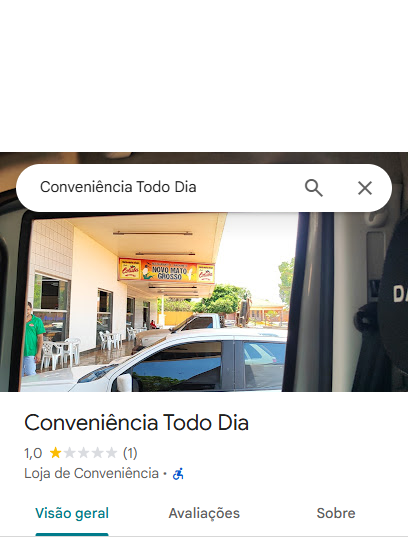 Conveniência Todo Dia
NOVO MATO
GROSSO
DA
Conveniência Todo Dia
1,0 (1)
Loja de Conveniência ·
Visão geral Avaliações Sobre